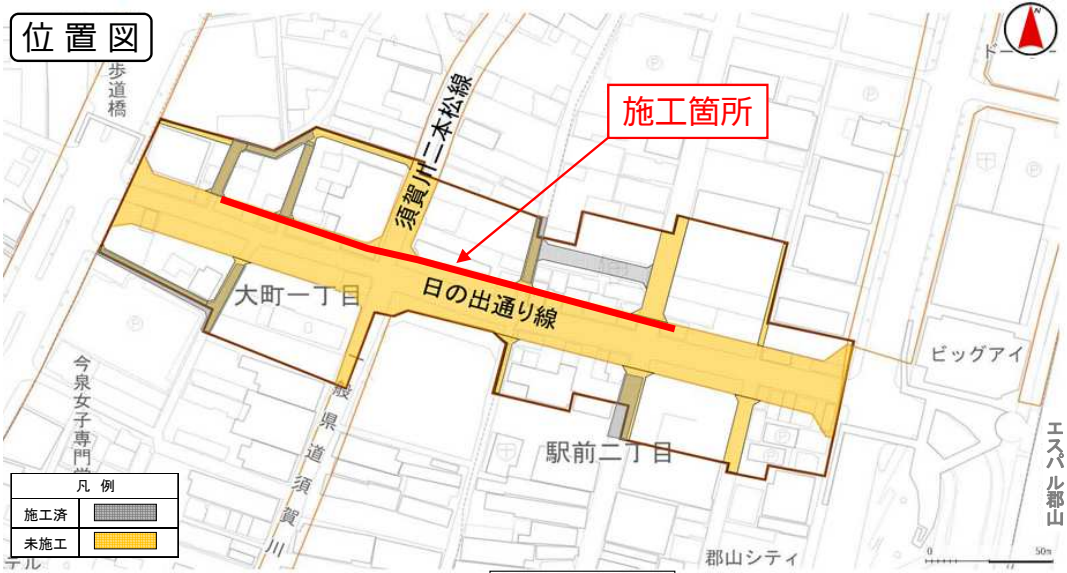 位置図
歩道橋
N
施工箇所
須賀川二本松線
日の出通り線
大町一丁目
ビッグアイ
今泉女子専門学
一般県道須賀川
駅前二丁目
エスパル郡山
凡 例
施工済
未施工
テル
郡山シティ
0
50m